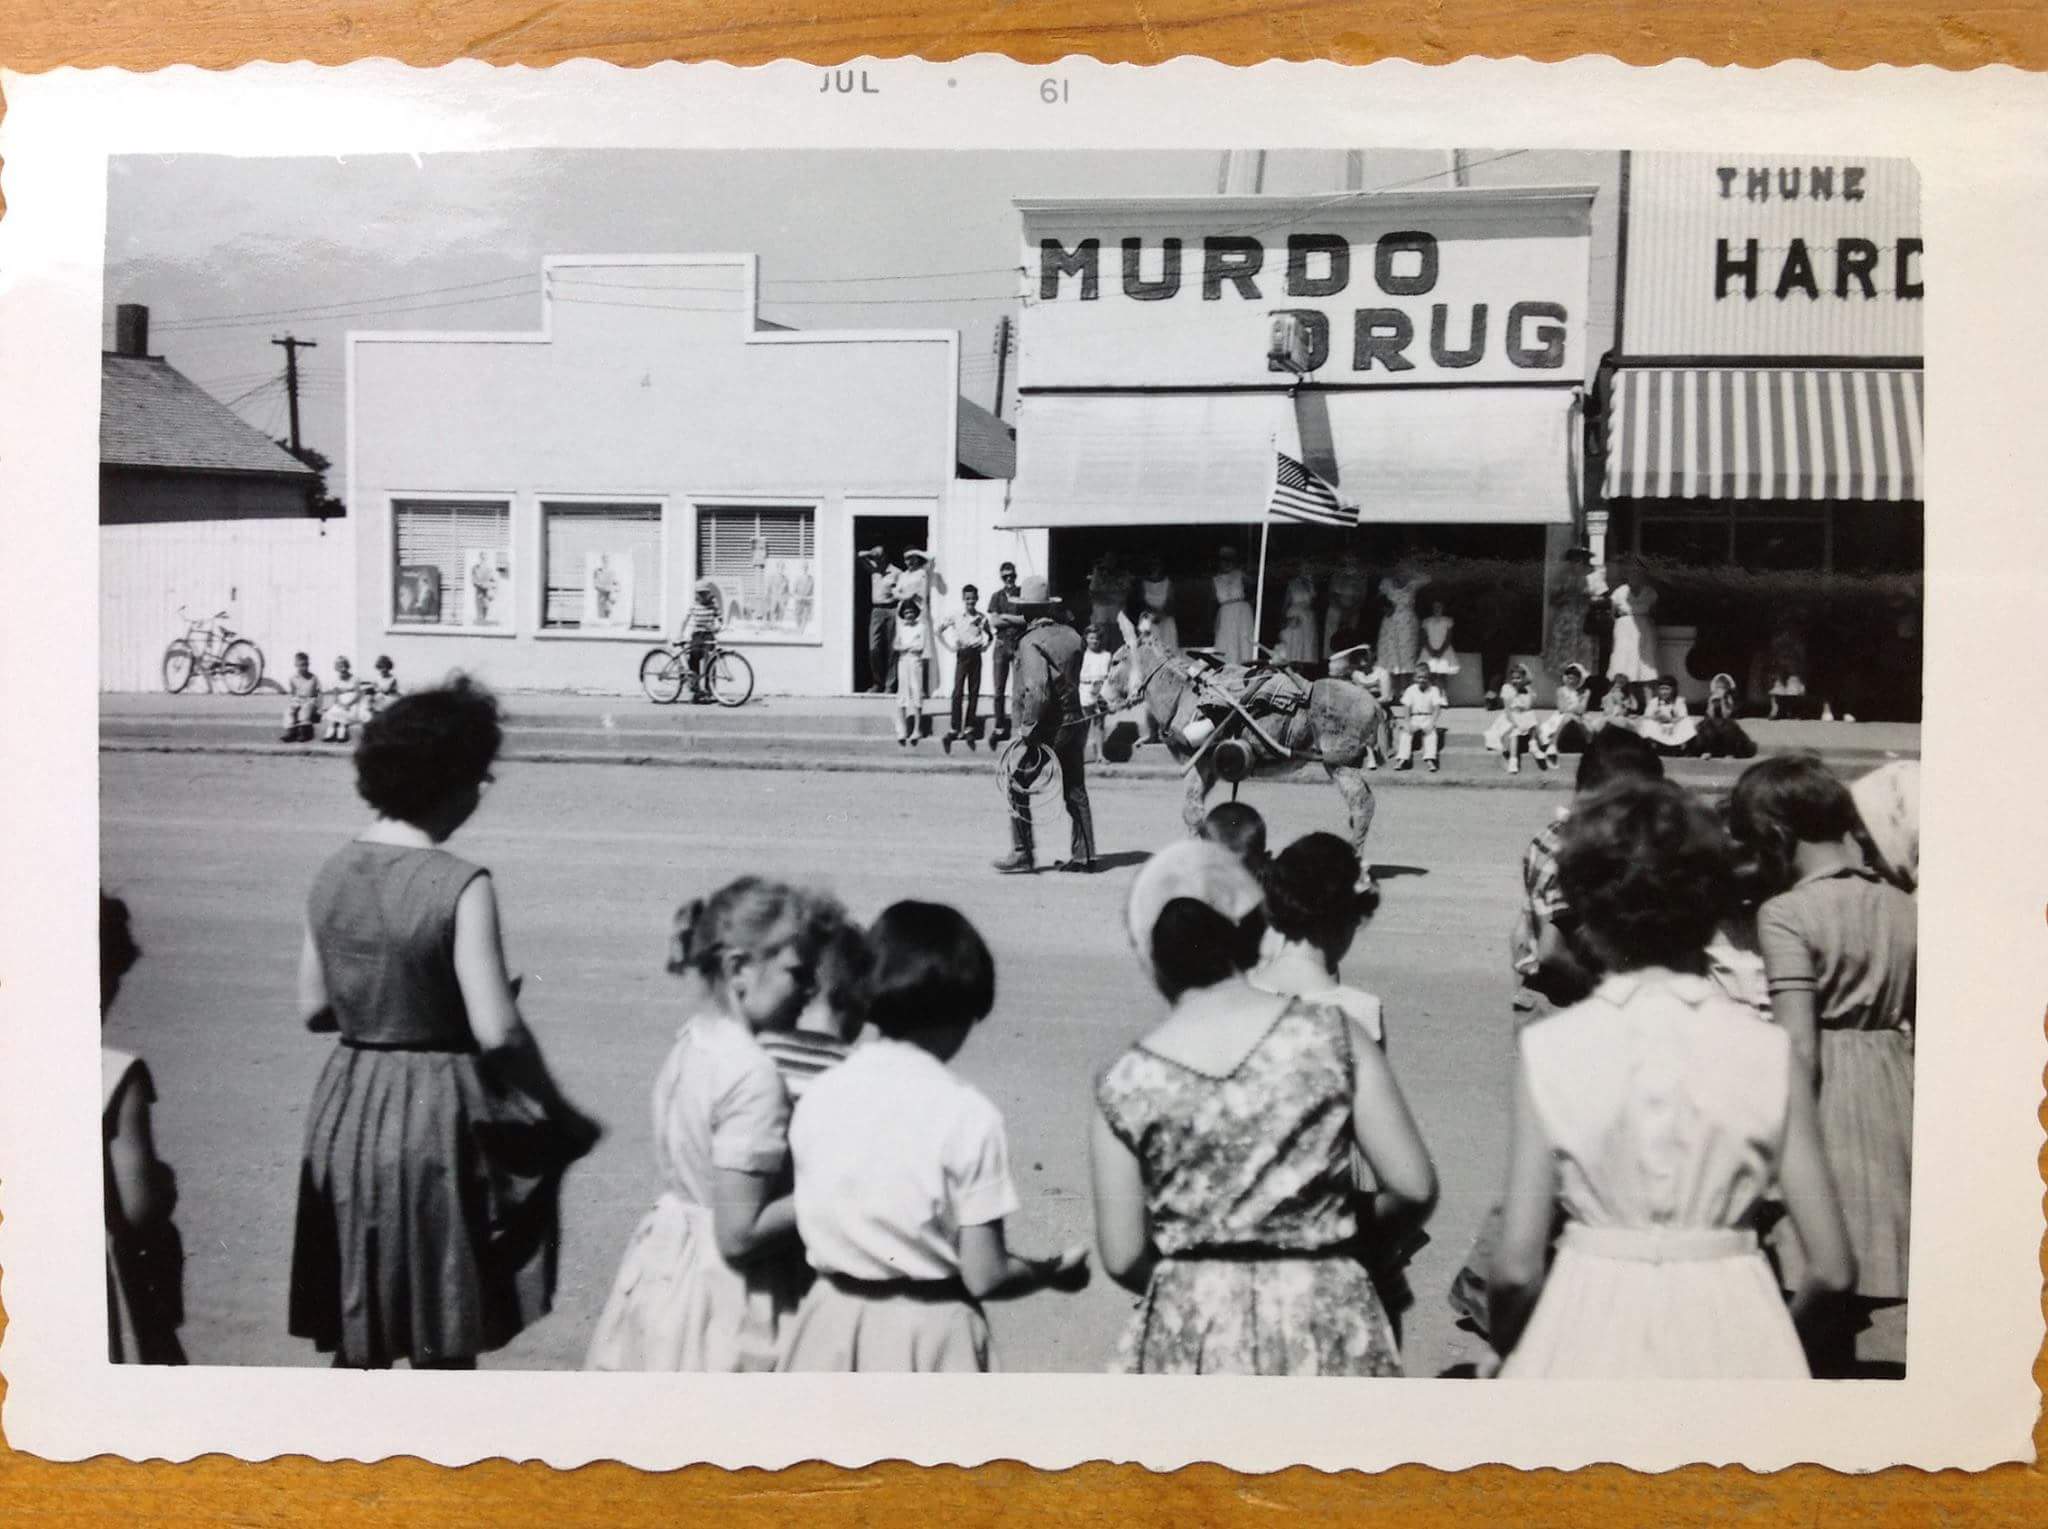 JUL • 61
THUNE
HARD
MURDO
DRUG